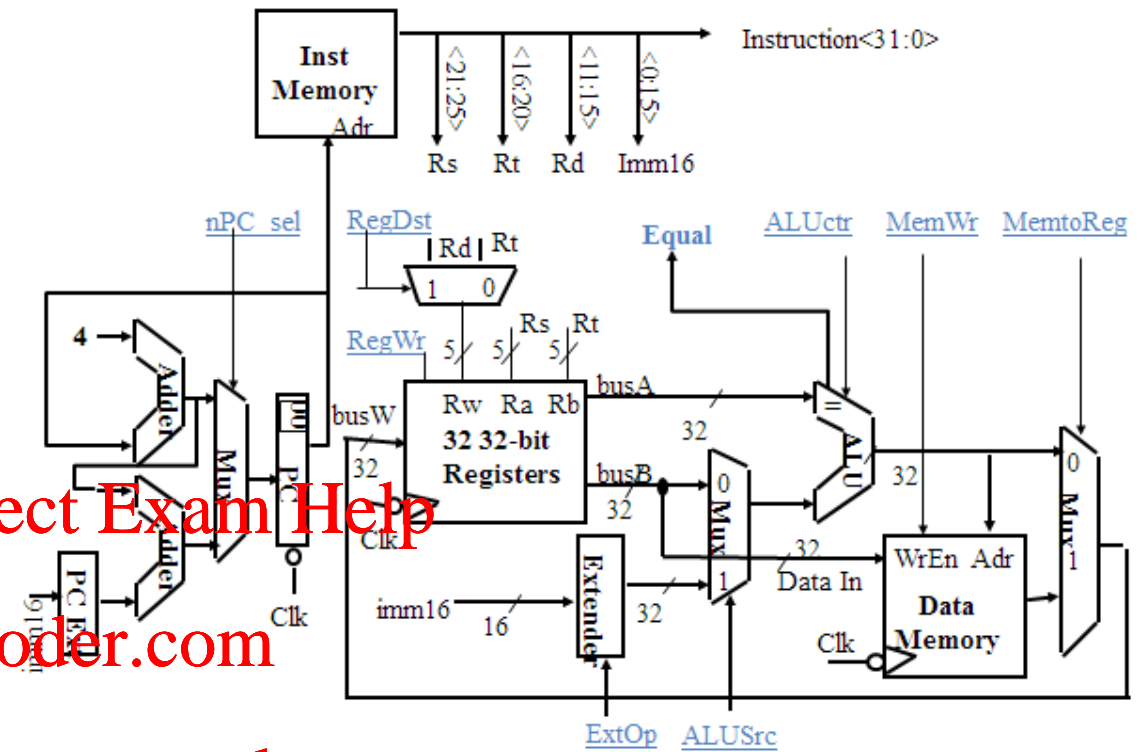 Inst
Memory
Adr
Instruction<31:0>
<21:25>
<16:20>
<11:15>
<0:15>
Rs
Rt
Rd
Imm16
nPC_sel
RegDst
Rd
Rt
1
0
Equal
ALUctr
MemWr
MemtoReg
4
Adder
RegWr
5
5
5
Rs
Rt
busW
32
Rw Ra Rb
32 32-bit
Registers
Clk
busA
32
busB
32
=
ALU
32
0
Mux
1
0
Mux
1
Mux
00
PC
Clk
Adder
imm16
imm16
16
Extender
32
32
Data In
WrEn Adr
Data
Memory
Clk
ExtOp
ALUSrc
ect Exam Help
oder.com